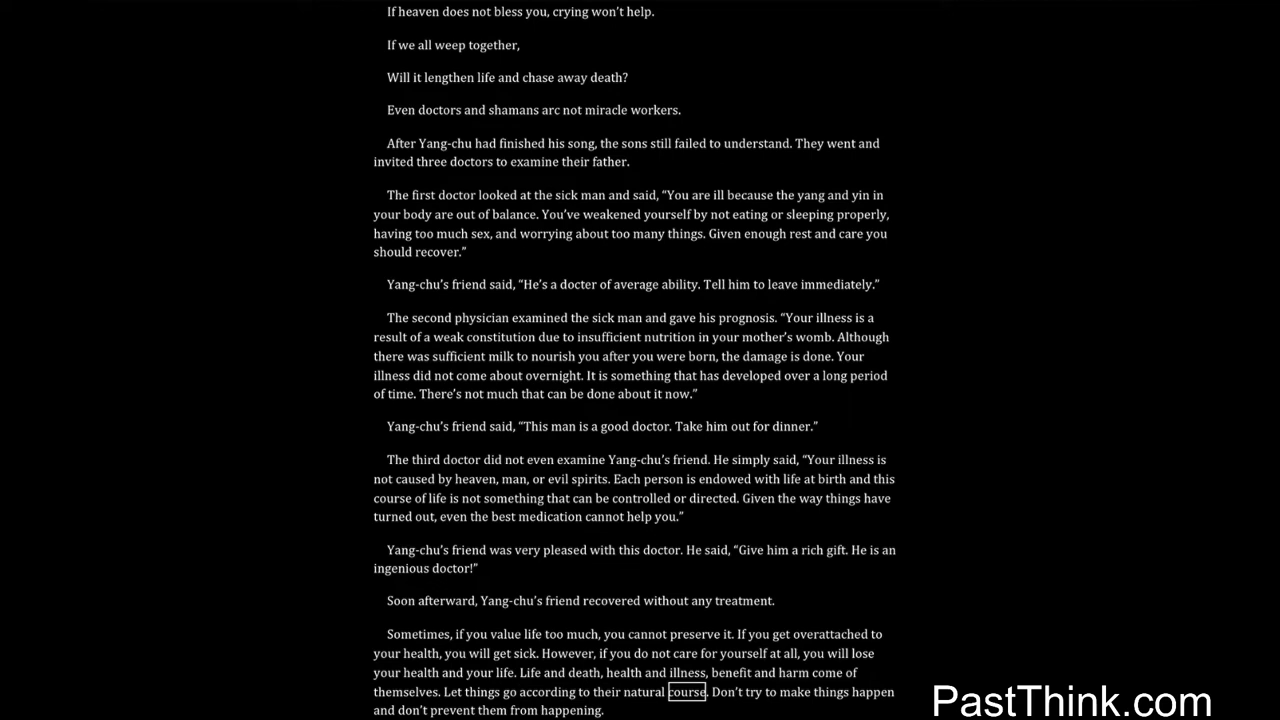 If heaven does not bless you, crying won’t help.
If we all weep together,
Will it lengthen life and chase away death?
Even doctors and shamans arc not miracle workers.
After Yang-chu had finished his song, the sons still failed to understand. They went and
invited three doctors to examine their father.
The first doctor looked at the sick man and said, “You are ill because the yang and yin in
your body are out of balance. You’ve weakened yourself by not eating or sleeping properly,
having too much sex, and worrying about too many things. Given enough rest and care you
should recover.”
Yang-chu’s friend said, “He’s a docter of average ability. Tell him to leave immediately.”
The second physician examined the sick man and gave his prognosis. “Your illness is a
result of a weak constitution due to insufficient nutrition in your mother’s womb. Although
there was sufficient milk to nourish you after you were born, the damage is done. Your
illness did not come about overnight. It is something that has developed over a long period
of time. There’s not much that can be done about it now.”
Yang-chu’s friend said, “This man is a good doctor. Take him out for dinner.”
The third doctor did not even examine Yang-chu’s friend. He simply said, “Your illness is
not caused by heaven, man, or evil spirits. Each person is endowed with life at birth and this
course of life is not something that can be controlled or directed. Given the way things have
turned out, even the best medication cannot help you.”
Yang-chu’s friend was very pleased with this doctor. He said, “Give him a rich gift. He is an
ingenious doctor!”
Soon afterward, Yang-chu’s friend recovered without any treatment.
Sometimes, if you value life too much, you cannot preserve it. If you get overattached to
your health, you will get sick. However, if you do not care for yourself at all, you will lose
your health and your life. Life and death, health and illness, benefit and harm come of
themselves. Let things go according to their natural course. Don’t try to make things happen
and don’t prevent them from happening.
PastThink.com